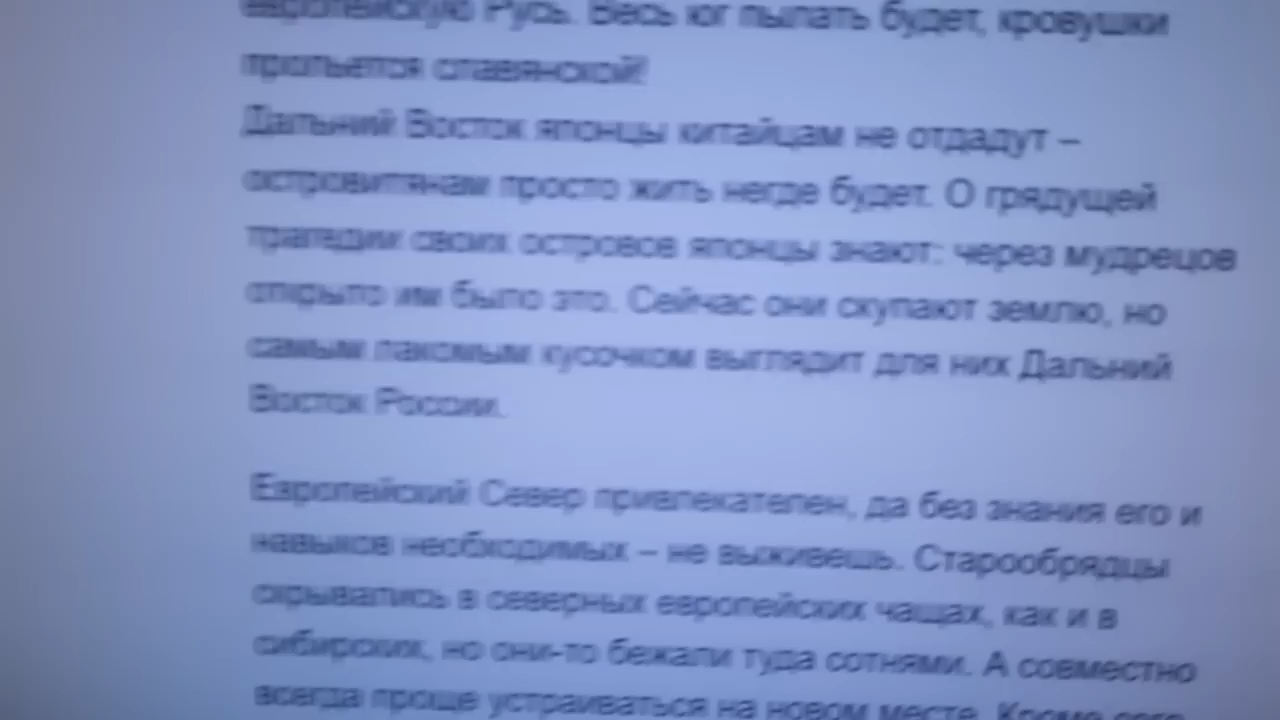 европейскую Русь. Весь юг пылать будет, кровушки
прольется славянской!
Дальний Восток японцы китайцам не отдадут –
островитянам просто жить негде будет. О грядущей
трагедии своих островов японцы знают: через мудрецов
открыто им было это. Сейчас они скупают землю, но
самым лакомым кусочком выглядит для них Дальний
Восток России.
Европейский Север привлекателен, да без знания его и
навыков необходимых – не выживешь. Старообрядцы
скрывались в северных европейских чащах, как и в
сибирских, но они-то бежали туда сотнями. А совместно
всегда проще устраиваться на новом месте. Кроме